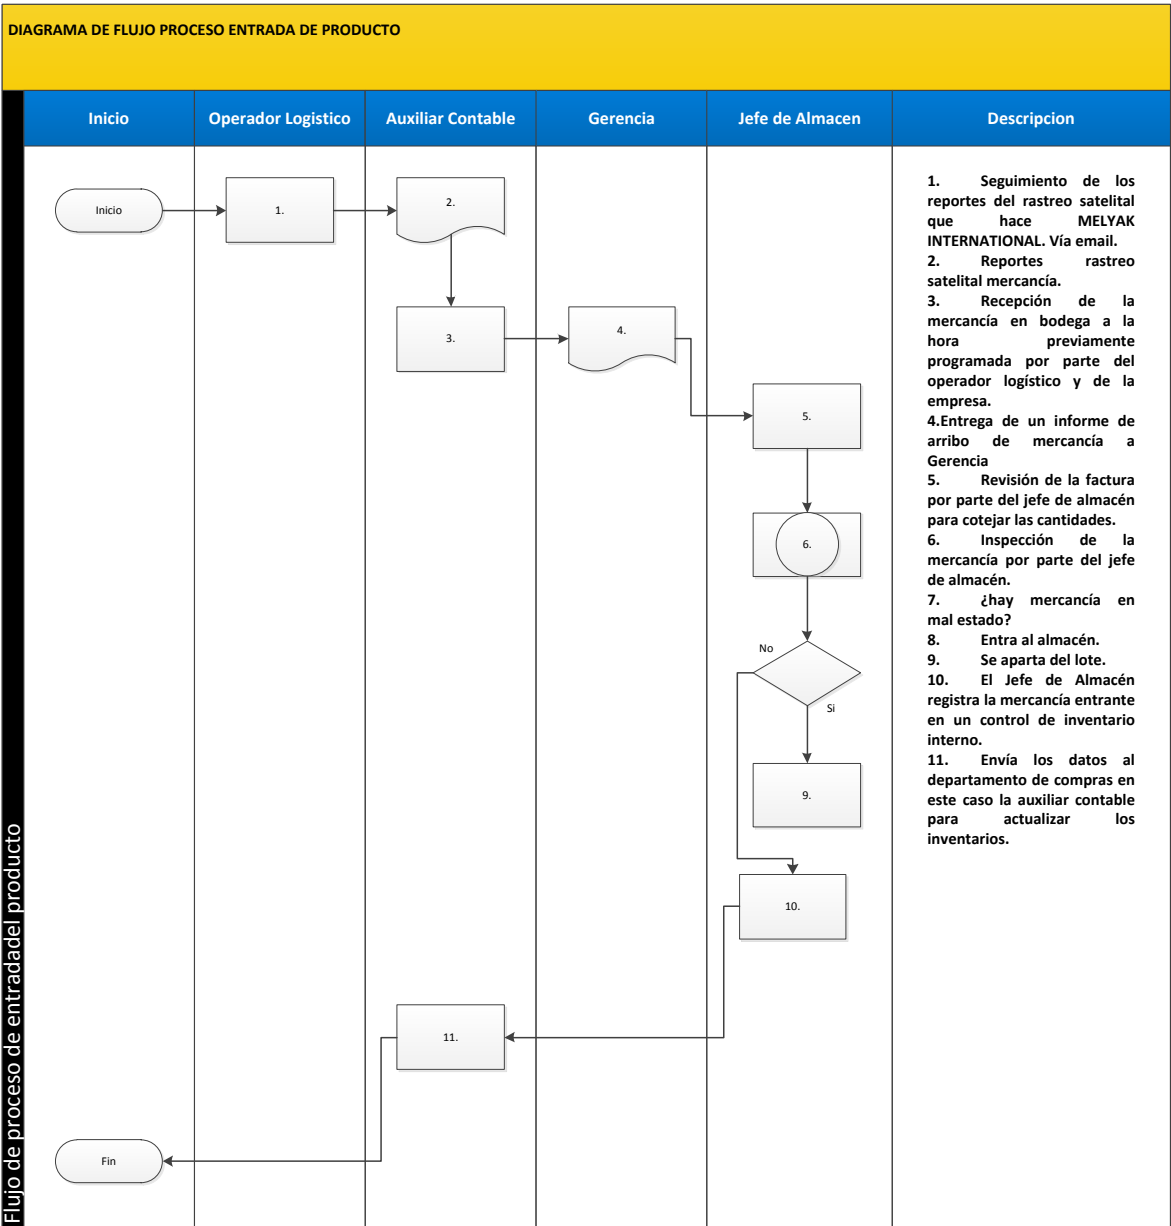 DIAGRAMA DE FLUJO PROCESO ENTRADA DE PRODUCTO
Inicio
Operador Logistico
Auxiliar Contable
Gerencia
Jefe de Almacen
Descripcion
Flujo de proceso de entradadel producto
Inicio
1.
2.
3.
4.
5.
6.
No
Si
9.
10.
11.
Fin
1. Seguimiento de los
reportes del rastreo satelital
que hace MELYAK
INTERNATIONAL. Vía email.
2. Reportes rastreo
satelital mercancía.
3. Recepción de la
mercancía en bodega a la
hora previamente
programada por parte del
operador logístico y de la
empresa.
4.Entrega de un informe de
arribo de mercancía a
Gerencia
5. Revisión de la factura
por parte del jefe de almacén
para cotejar las cantidades.
6. Inspección de la
mercancía por parte del jefe
de almacén.
7. ¿hay mercancía en
mal estado?
8. Entra al almacén.
9. Se aparta del lote.
10. El Jefe de Almacén
registra la mercancía entrante
en un control de inventario
interno.
11. Envía los datos al
departamento de compras en
este caso la auxiliar contable
para actualizar los
inventarios.